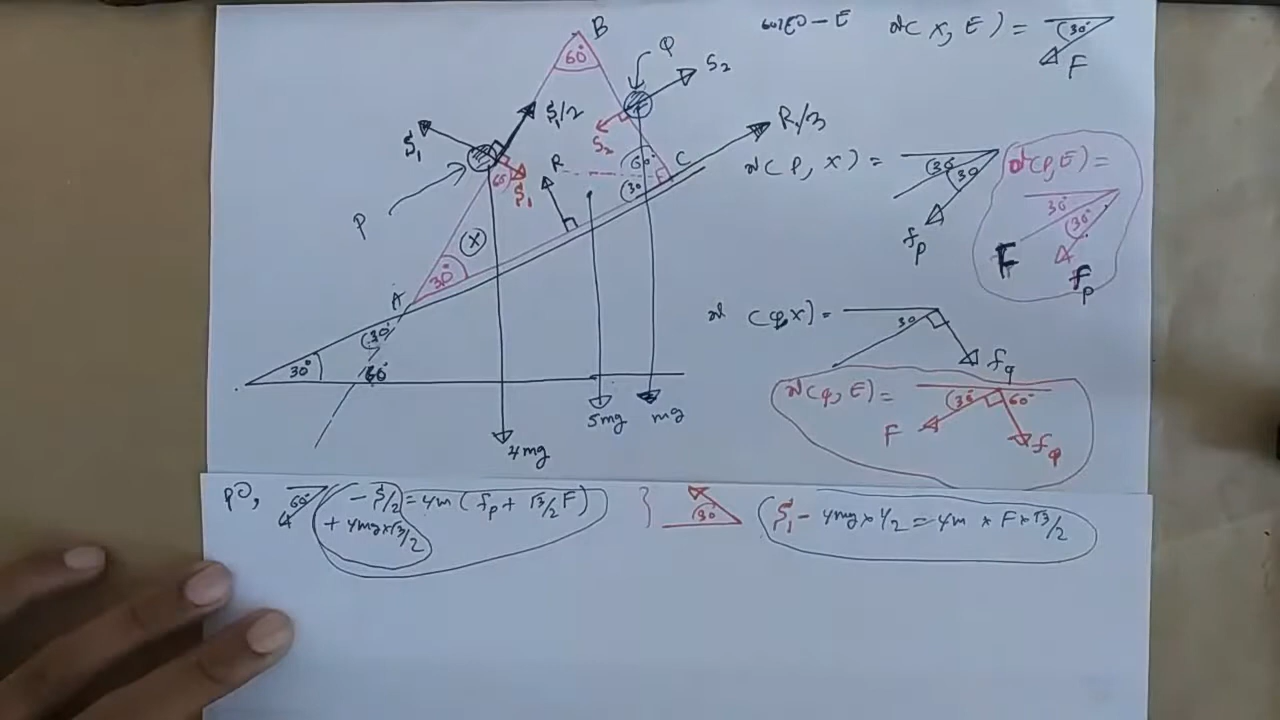 B
60°
Q
S₂
S₁
S₁/2
P
60°
S₁
R
S₂
60°
30°
C
R/3
X
30°
A
30°
30°
60°
4mg
5mg
mg
- E
(X, E) =
30°
F
(P, X) =
30
30
fp
(P, E) =
30°
30°
F
fp
(Q, X) =
30
fq
(Q, E) =
30°
60°
F
fq
60°
- S₁/2 = 4m (fp + √3/2 F)
+ 4mg × √3/2
}
30°
S₁ - 4mg × 1/2 = 4m × F × √3/2